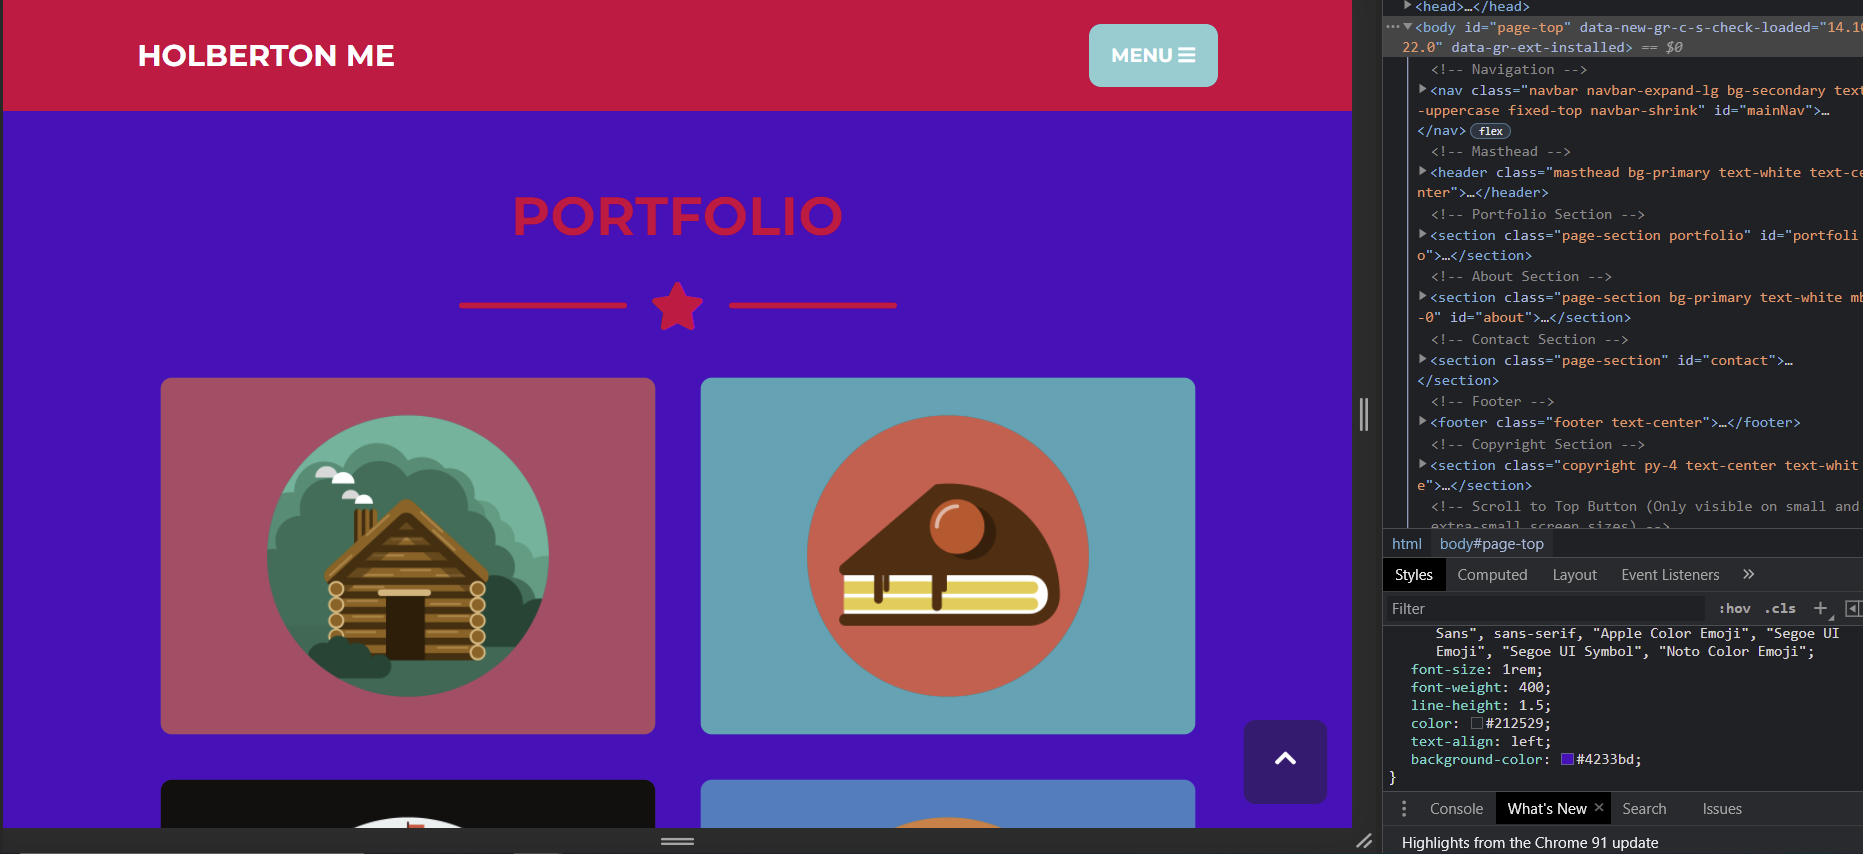 HOLBERTON ME
MENU
PORTFOLIO
<head>…</head>
<body id="page-top" data-new-gr-c-s-check-loaded="14.10
22.0" data-gr-ext-installed> == $0
<!-- Navigation -->
<nav class="navbar navbar-expand-lg bg-secondary text
-uppercase fixed-top navbar-shrink" id="mainNav">…
</nav> flex
<!-- Masthead -->
<header class="masthead bg-primary text-white text-ce
nter">…</header>
<!-- Portfolio Section -->
<section class="page-section portfolio" id="portfoli
o">…</section>
<!-- About Section -->
<section class="page-section bg-primary text-white mb
-0" id="about">…</section>
<!-- Contact Section -->
<section class="page-section" id="contact">…
</section>
<!-- Footer -->
<footer class="footer text-center">…</footer>
<!-- Copyright Section -->
<section class="copyright py-4 text-center text-whit
e">…</section>
<!-- Scroll to Top Button (Only visible on small and
extra-small screen sizes) -->
html body#page-top
Styles Computed Layout Event Listeners »
Filter :hov .cls +
Sans", sans-serif, "Apple Color Emoji", "Segoe UI
Emoji", "Segoe UI Symbol", "Noto Color Emoji";
font-size: 1rem;
font-weight: 400;
line-height: 1.5;
color: #212529;
text-align: left;
background-color: #4233bd;
}
Console What's New × Search Issues
Highlights from the Chrome 91 update